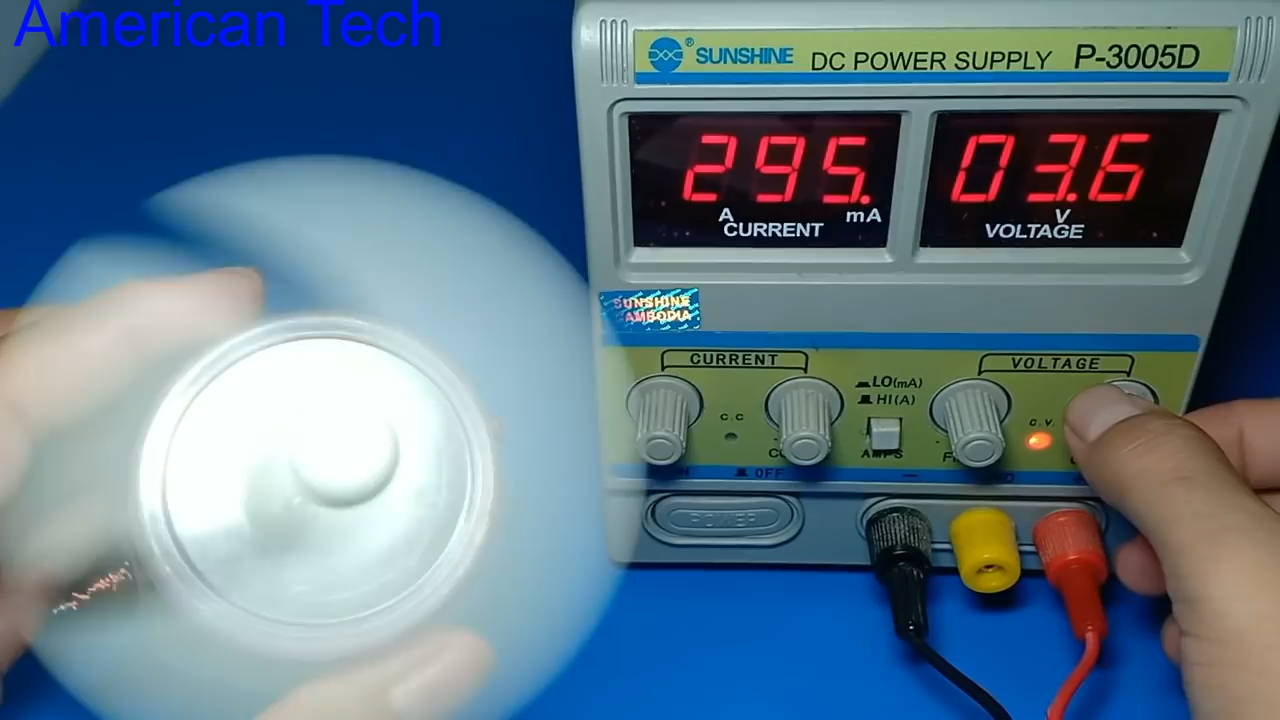 American Tech
SUNSHINE® DC POWER SUPPLY P-3005D
295.
03.6
A mA
CURRENT
V
VOLTAGE
SUNSHINE
AMBODIA
CURRENT
VOLTAGE
LO(mA)
HI(A)
C.C
C.V.
AMPS
OFF
POWER